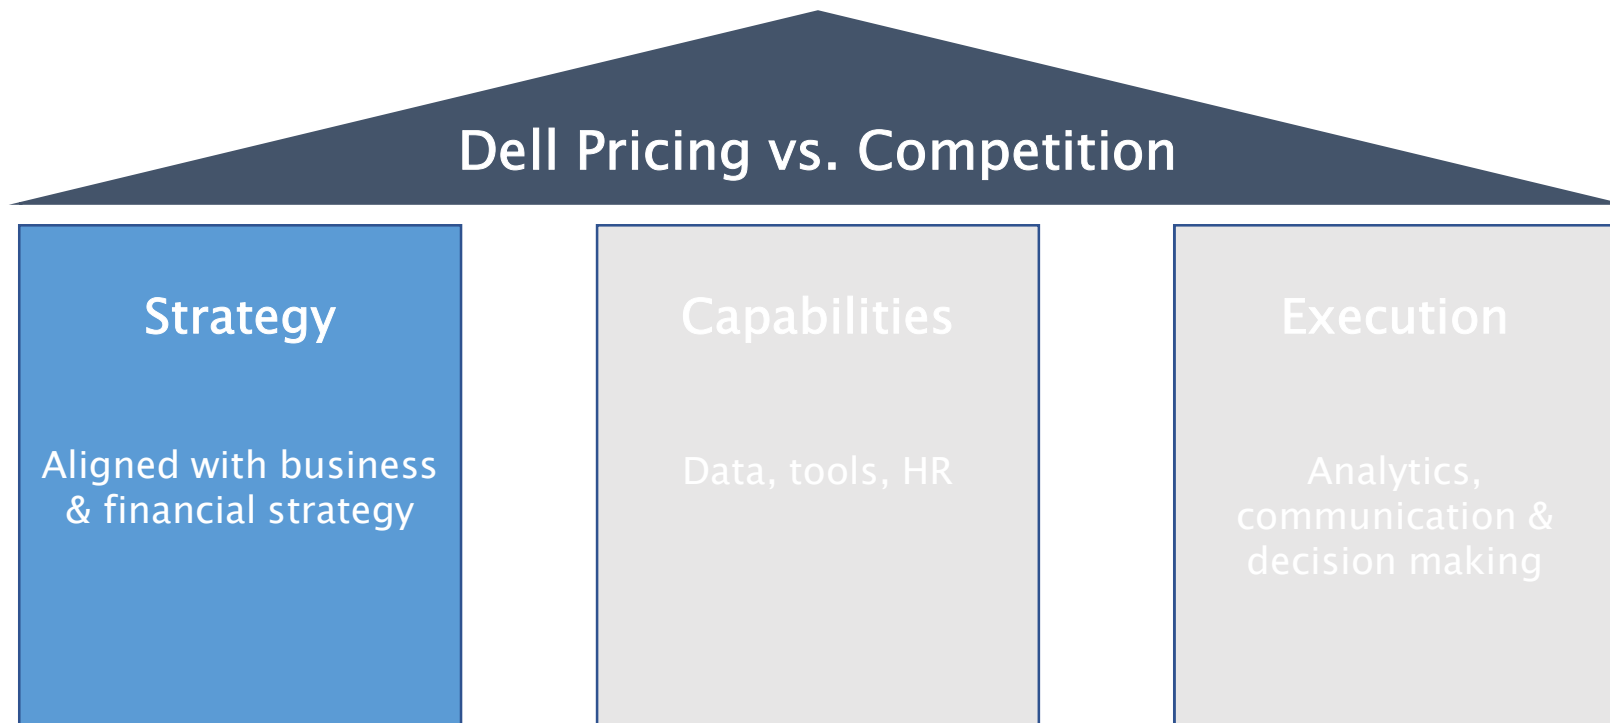 Dell Pricing vs. Competition
Strategy
Aligned with business
& financial strategy
Capabilities
Data, tools, HR
Execution
Analytics,
communication &
decision making